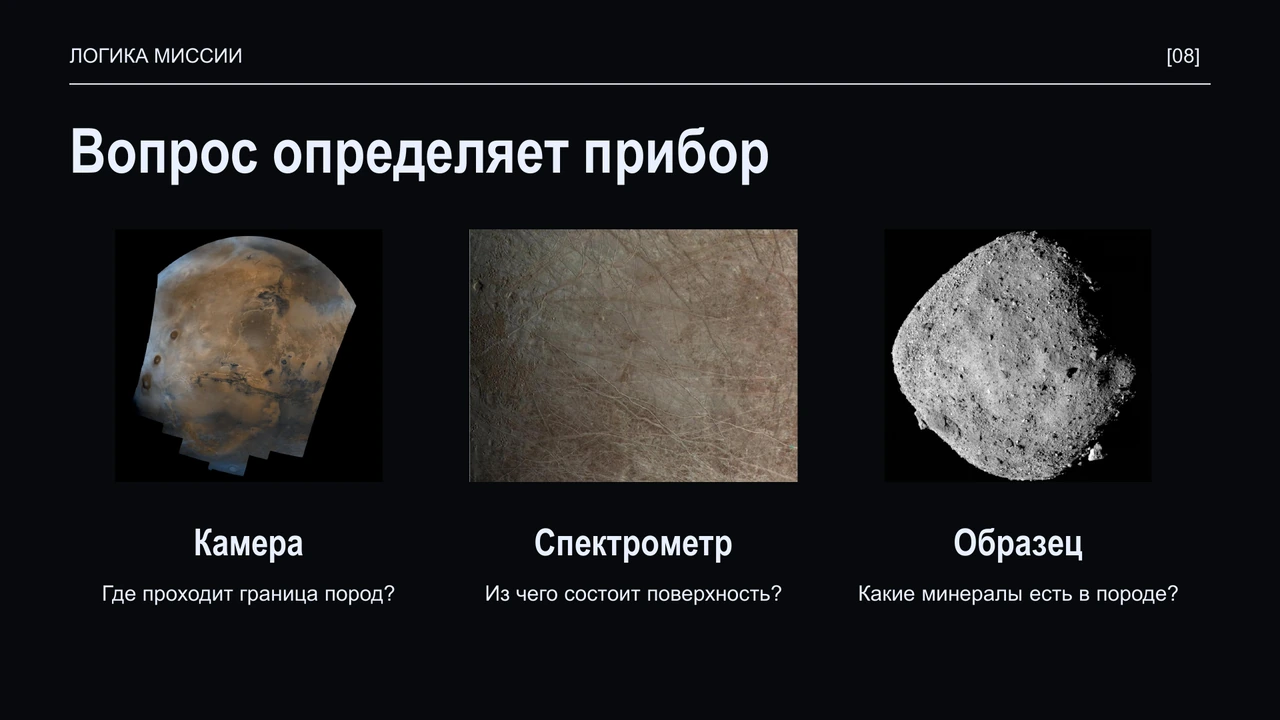 ЛОГИКА МИССИИ
[08]
Вопрос определяет прибор
Камера
Спектрометр
Образец
Где проходит граница пород?
Из чего состоит поверхность?
Какие минералы есть в породе?